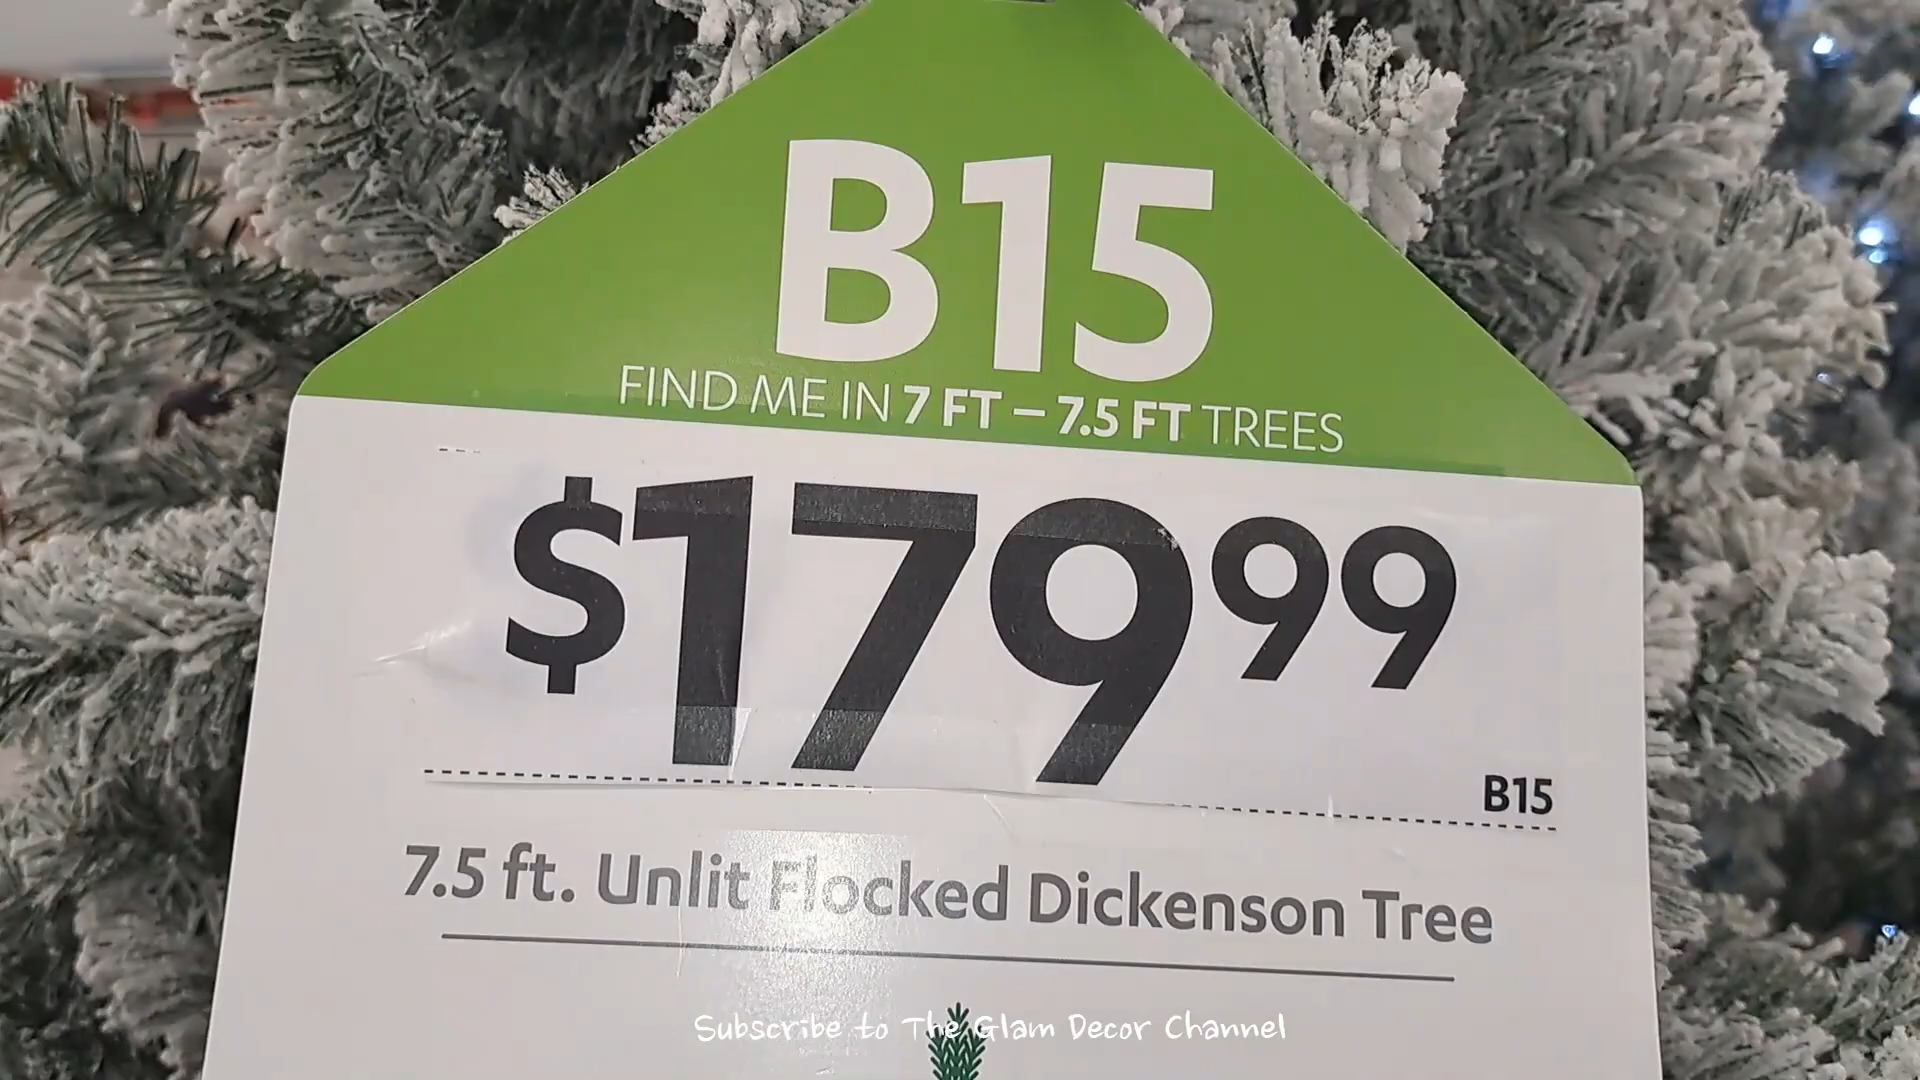 B15
FIND ME IN 7 FT – 7.5 FT TREES
$179 99
B15
7.5 ft. Unlit Flocked Dickenson Tree
Subscribe to The Glam Decor Channel